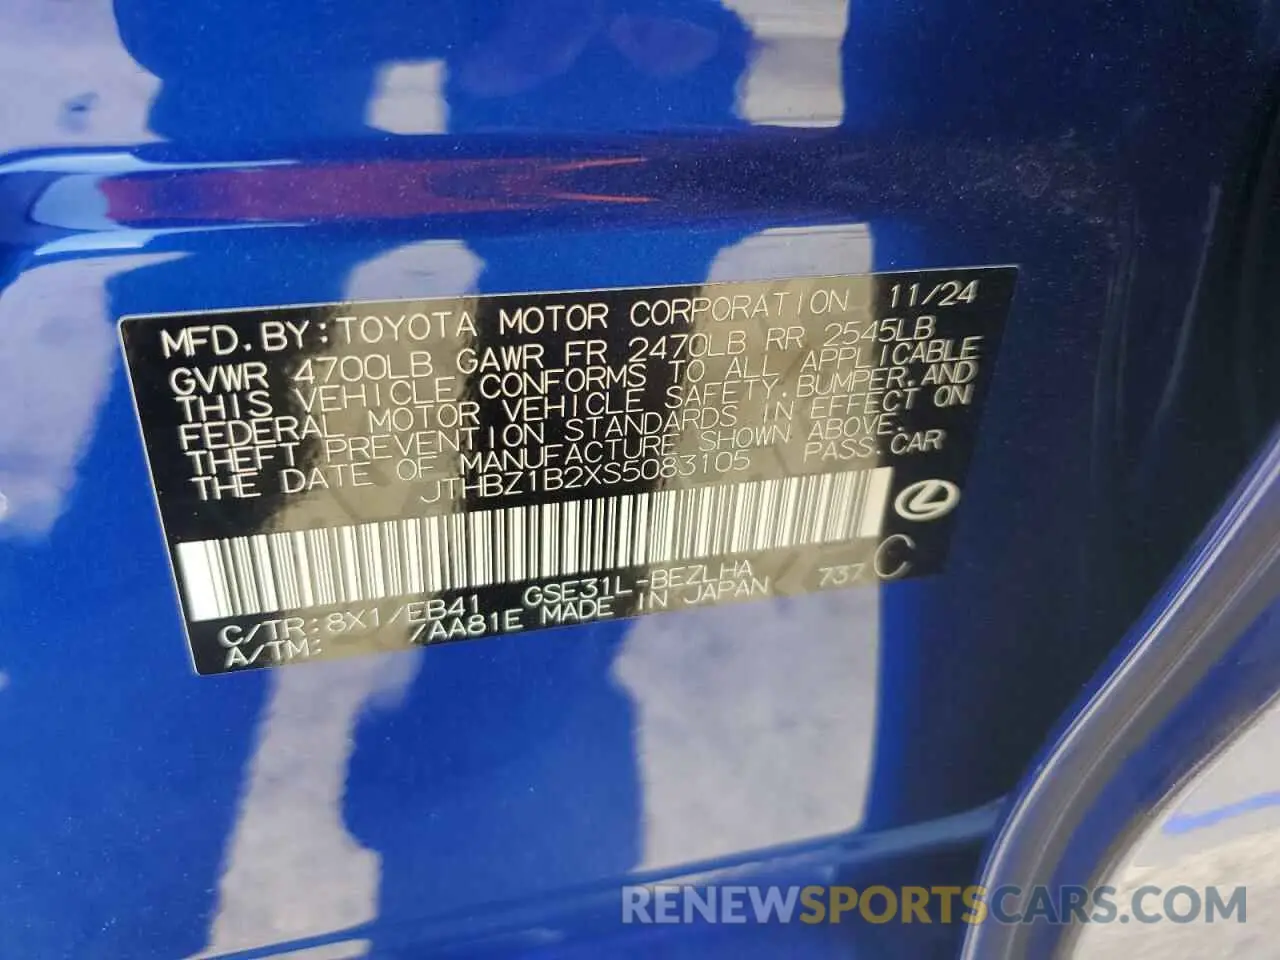 MFD. BY: TOYOTA MOTOR CORPORATION 11/24
GVWR 4700LB GAWR FR 2470LB RR 2545LB
THIS VEHICLE CONFORMS TO ALL APPLICABLE
FEDERAL MOTOR VEHICLE SAFETY, BUMPER, AND
THEFT PREVENTION STANDARDS IN EFFECT ON
THE DATE OF MANUFACTURE SHOWN ABOVE.
JTHBZ1B2XS5083105 PASS. CAR
C/TR: 8X1/EB41 GSE31L-BEZLHA 737 C
A/TM: /AA81E MADE IN JAPAN
RENEWSPORTSCARS.COM